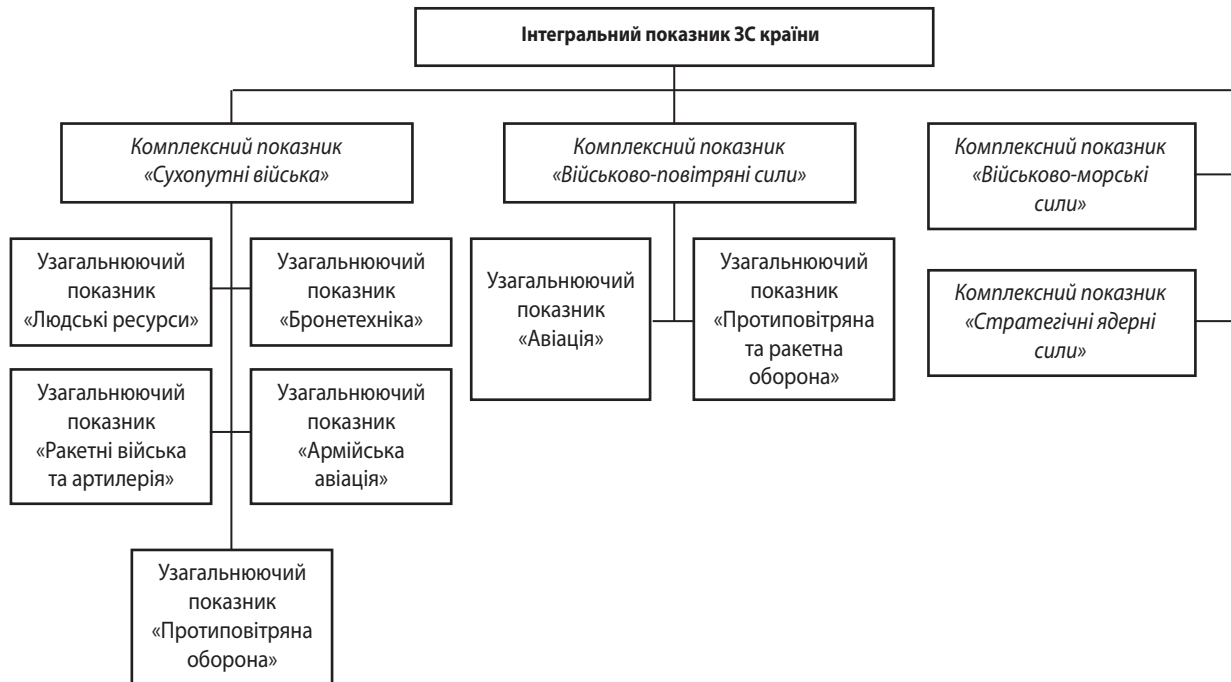 Інтегральний показник ЗС країни
Комплексний показник
«Сухопутні війська»
Комплексний показник
«Військово-повітряні сили»
Комплексний показник
«Військово-морські
сили»
Узагальнюючий
показник
«Людські ресурси»
Узагальнюючий
показник
«Бронетехніка»
Узагальнюючий
показник
«Авіація»
Узагальнюючий
показник
«Протиповітряна
та ракетна
оборона»
Комплексний показник
«Стратегічні ядерні
сили»
Узагальнюючий
показник
«Ракетні війська
та артилерія»
Узагальнюючий
показник
«Армійська
авіація»
Узагальнюючий
показник
«Протиповітряна
оборона»